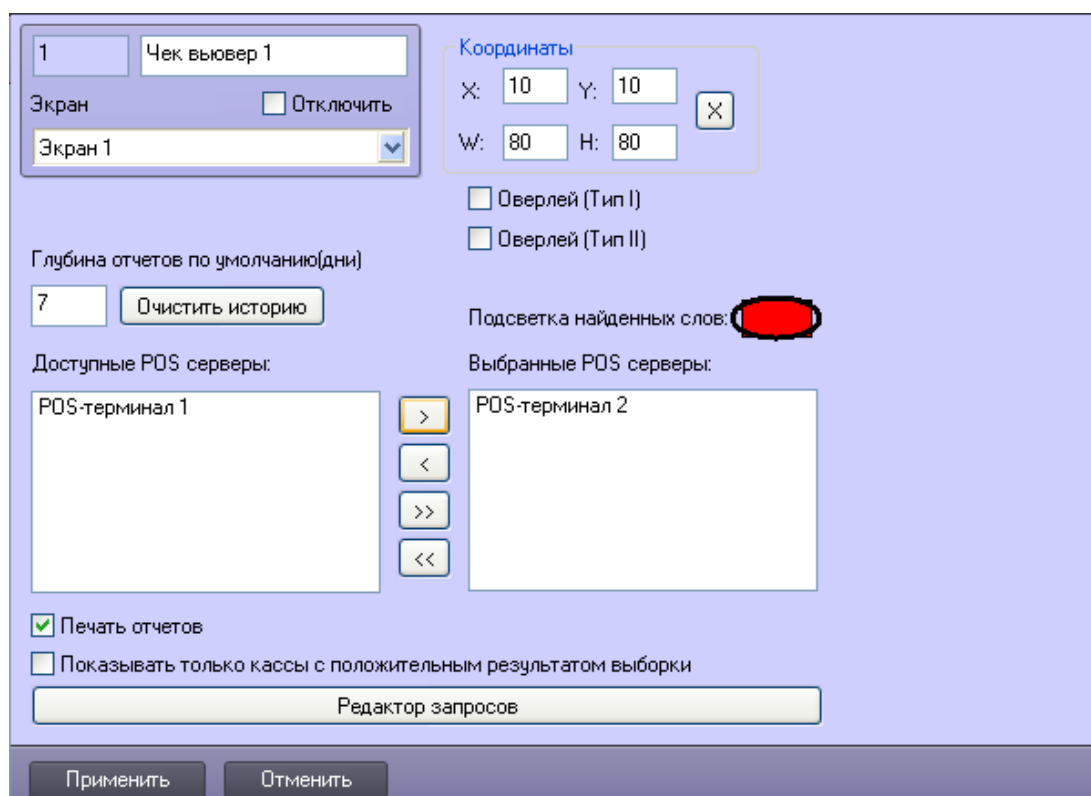 1 Чек вьювер 1
Экран Отключить
Экран 1
Координаты
X: 10 Y: 10 X
W: 80 H: 80
Оверлей (Тип I)
Оверлей (Тип II)
Глубина отчетов по умолчанию(дни)
7 Очистить историю
Подсветка найденных слов:
Доступные POS серверы:
POS-терминал 1
>
<
>>
<<
Выбранные POS серверы:
POS-терминал 2
Печать отчетов
Показывать только кассы с положительным результатом выборки
Редактор запросов
Применить Отменить